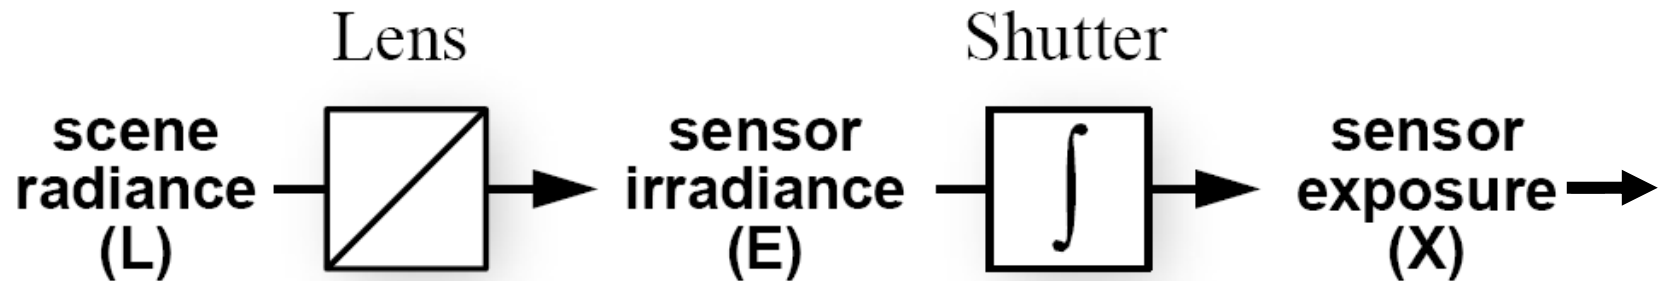 Lens
Shutter
scene
radiance
(L)
sensor
irradiance
(E)
∫
sensor
exposure
(X)